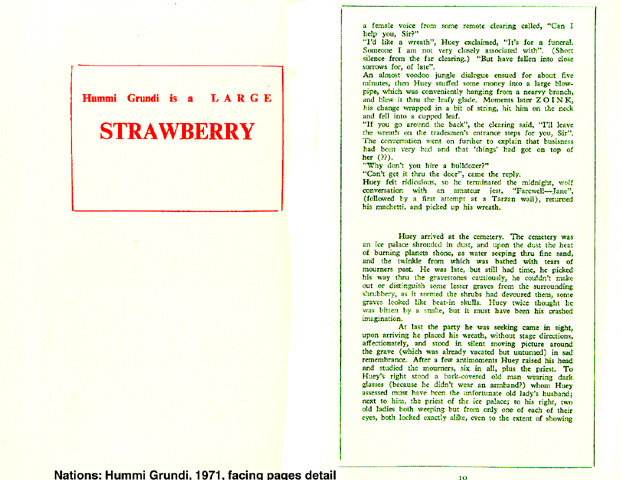 Hummi Grundi is a LARGE
STRAWBERRY
a female voice from some remote clearing called, "Can I
help you, Sir?"
"I'd like a wreath", Huey exclaimed, "It's for a funeral.
Someone I am not very closely associated with". (Short
silence from the far clearing.) "But have fallen into close
sorrows for, of late".
An almost voodoo jungle dialogue ensued for about five
minutes, then Huey stuffed some money into a large blow-
pipe, which was conveniently hanging from a nearvy branch,
and blew it thru the leafy glade. Moments later ZOINK,
his change wrapped in a bit of string, hit him on the neck
and fell into a cupped leaf.
"If you go around the back", the clearing said, "I'll leave
the wreath on the tradesmen's entrance steps for you, Sir".
The conversation went on further to explain that business
had been very bad and that 'things' had got on top of
her (??).
"Why don't you hire a bulldozer?"
"Can't get it thru the door", came the reply.
Huey felt ridiculous, so he terminated the midnight, wolf
conversation with an amateur jest, "Farewell—Jane".
(followed by a first attempt at a Tarzan wail), returned
his machetti, and picked up his wreath.
Huey arrived at the cemetery. The cemetery was
an ice palace shrouded in dust, and upon the dust the heat
of burning planets shone, as water seeping thru fine sand,
and the twinkle from which was bathed with tears of
mourners past. He was late, but still had time, he picked
his way thru the gravestones cautiously, he couldn't make
out or distinguish some lesser graves from the surrounding
shrubbery, as it seemed the shrubs had devoured them, some
graves looked like beat-in skulls. Huey twice thought he
was bitten by a snake, but it must have been his crashed
imagination.
At last the party he was seeking came in sight,
upon arriving he placed his wreath, without stage directions,
affectionately, and stood in silent moving picture around
the grave (which was already vacated but unturned) in sad
remembrance. After a few antimoments Huey raised his head
and studied the mourners, six in all, plus the priest. To
Huey's right stood a bark-covered old man wearing dark
glasses (because he didn't wear an armband?) whom Huey
assessed must have been the unfortunate old lady's husband;
next to him, the priest of the ice palace; to his right, two
old ladies both weeping but from only one of each of their
eyes, both looked exactly alike, even to the extent of showing
Nations: Hummi Grundi, 1971, facing pages detail